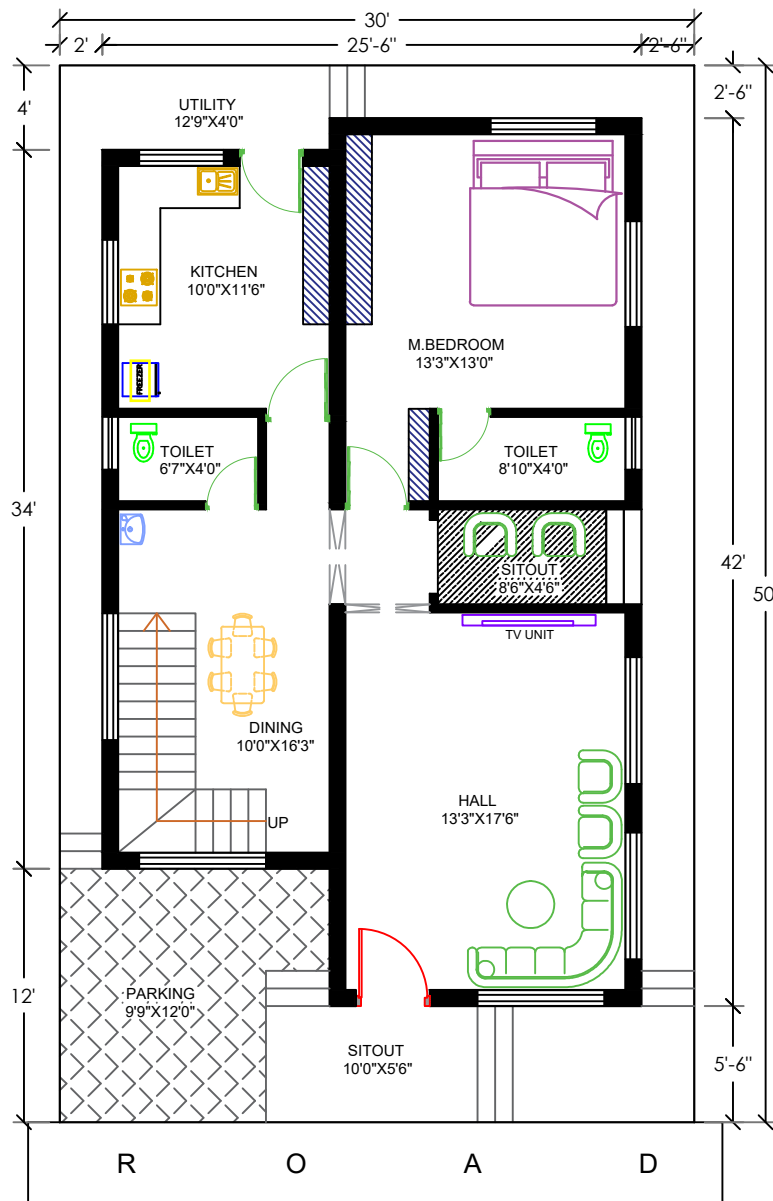 30'
2'
25'-6"
2'-6"
4'
2'-6"
UTILITY
12'9"X4'0"
KITCHEN
10'0"X11'6"
M.BEDROOM
13'3"X13'0"
FREEZER
TOILET
6'7"X4'0"
TOILET
8'10"X4'0"
34'
42'
50'
SITOUT
8'6"X4'6"
TV UNIT
DINING
10'0"X16'3"
HALL
13'3"X17'6"
UP
12'
PARKING
9'9"X12'0"
SITOUT
10'0"X5'6"
5'-6"
R O A D